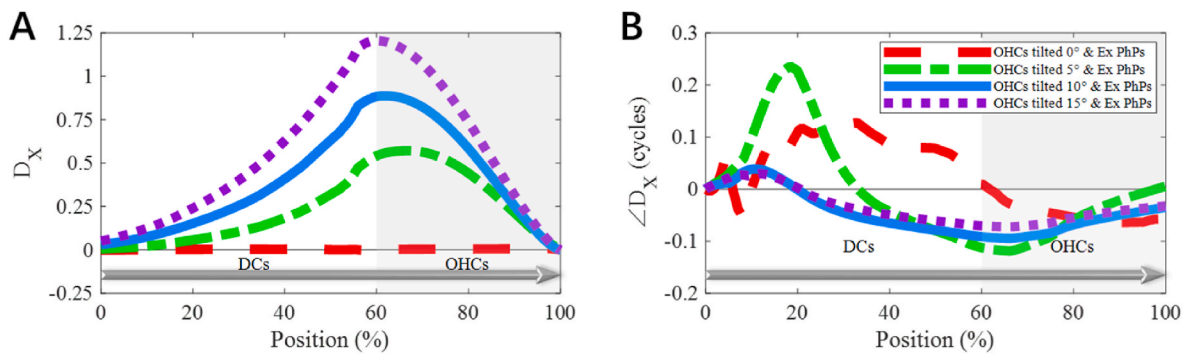 A
1.25
1
0.75
0.5
0.25
0
-0.25
D_X
DCs
OHCs
0 20 40 60 80 100
Position (%)
B
0.3
0.2
0.1
0
-0.1
-0.2
∠D_X (cycles)
OHCs tilted 0° & Ex PhPs
OHCs tilted 5° & Ex PhPs
OHCs tilted 10° & Ex PhPs
OHCs tilted 15° & Ex PhPs
DCs
OHCs
0 20 40 60 80 100
Position (%)